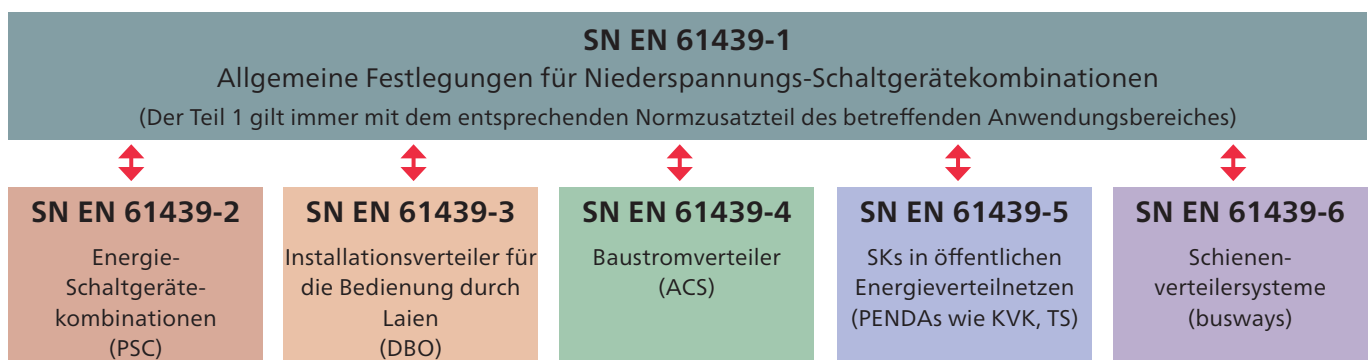 SN EN 61439-1
Allgemeine Festlegungen für Niederspannungs-Schaltgerätekombinationen
(Der Teil 1 gilt immer mit dem entsprechenden Normzusatzteil des betreffenden Anwendungsbereiches)
SN EN 61439-2
Energie-
Schaltgeräte-
kombinationen
(PSC)
SN EN 61439-3
Installationsverteiler für
die Bedienung durch
Laien
(DBO)
SN EN 61439-4
Baustromverteiler
(ACS)
SN EN 61439-5
SKs in öffentlichen
Energieverteilnetzen
(PENDAs wie KVK, TS)
SN EN 61439-6
Schienen-
verteilersysteme
(busways)